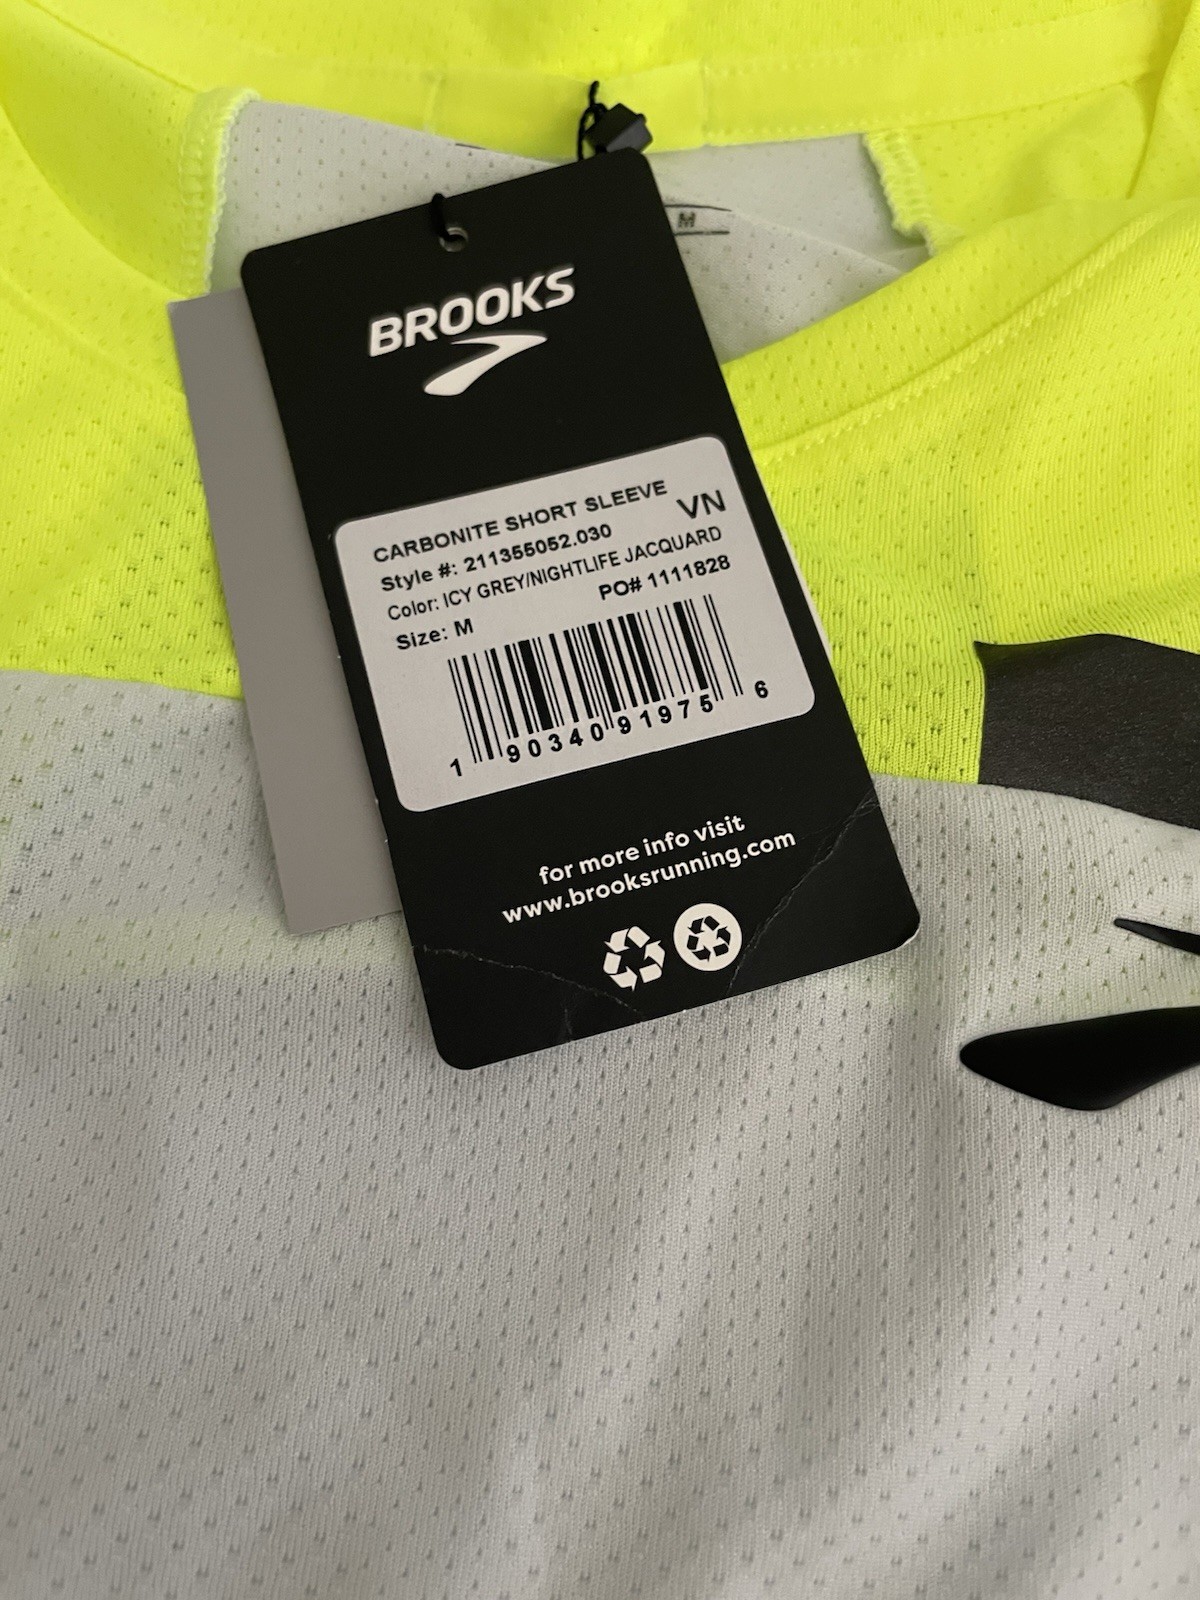 M
BROOKS
CARBONITE SHORT SLEEVE
VN
Style #: 211355052.030
Color: ICY GREY/NIGHTLIFE JACQUARD
PO# 1111828
Size: M
1 90340 91975 6
for more info visit
www.brooksrunning.com